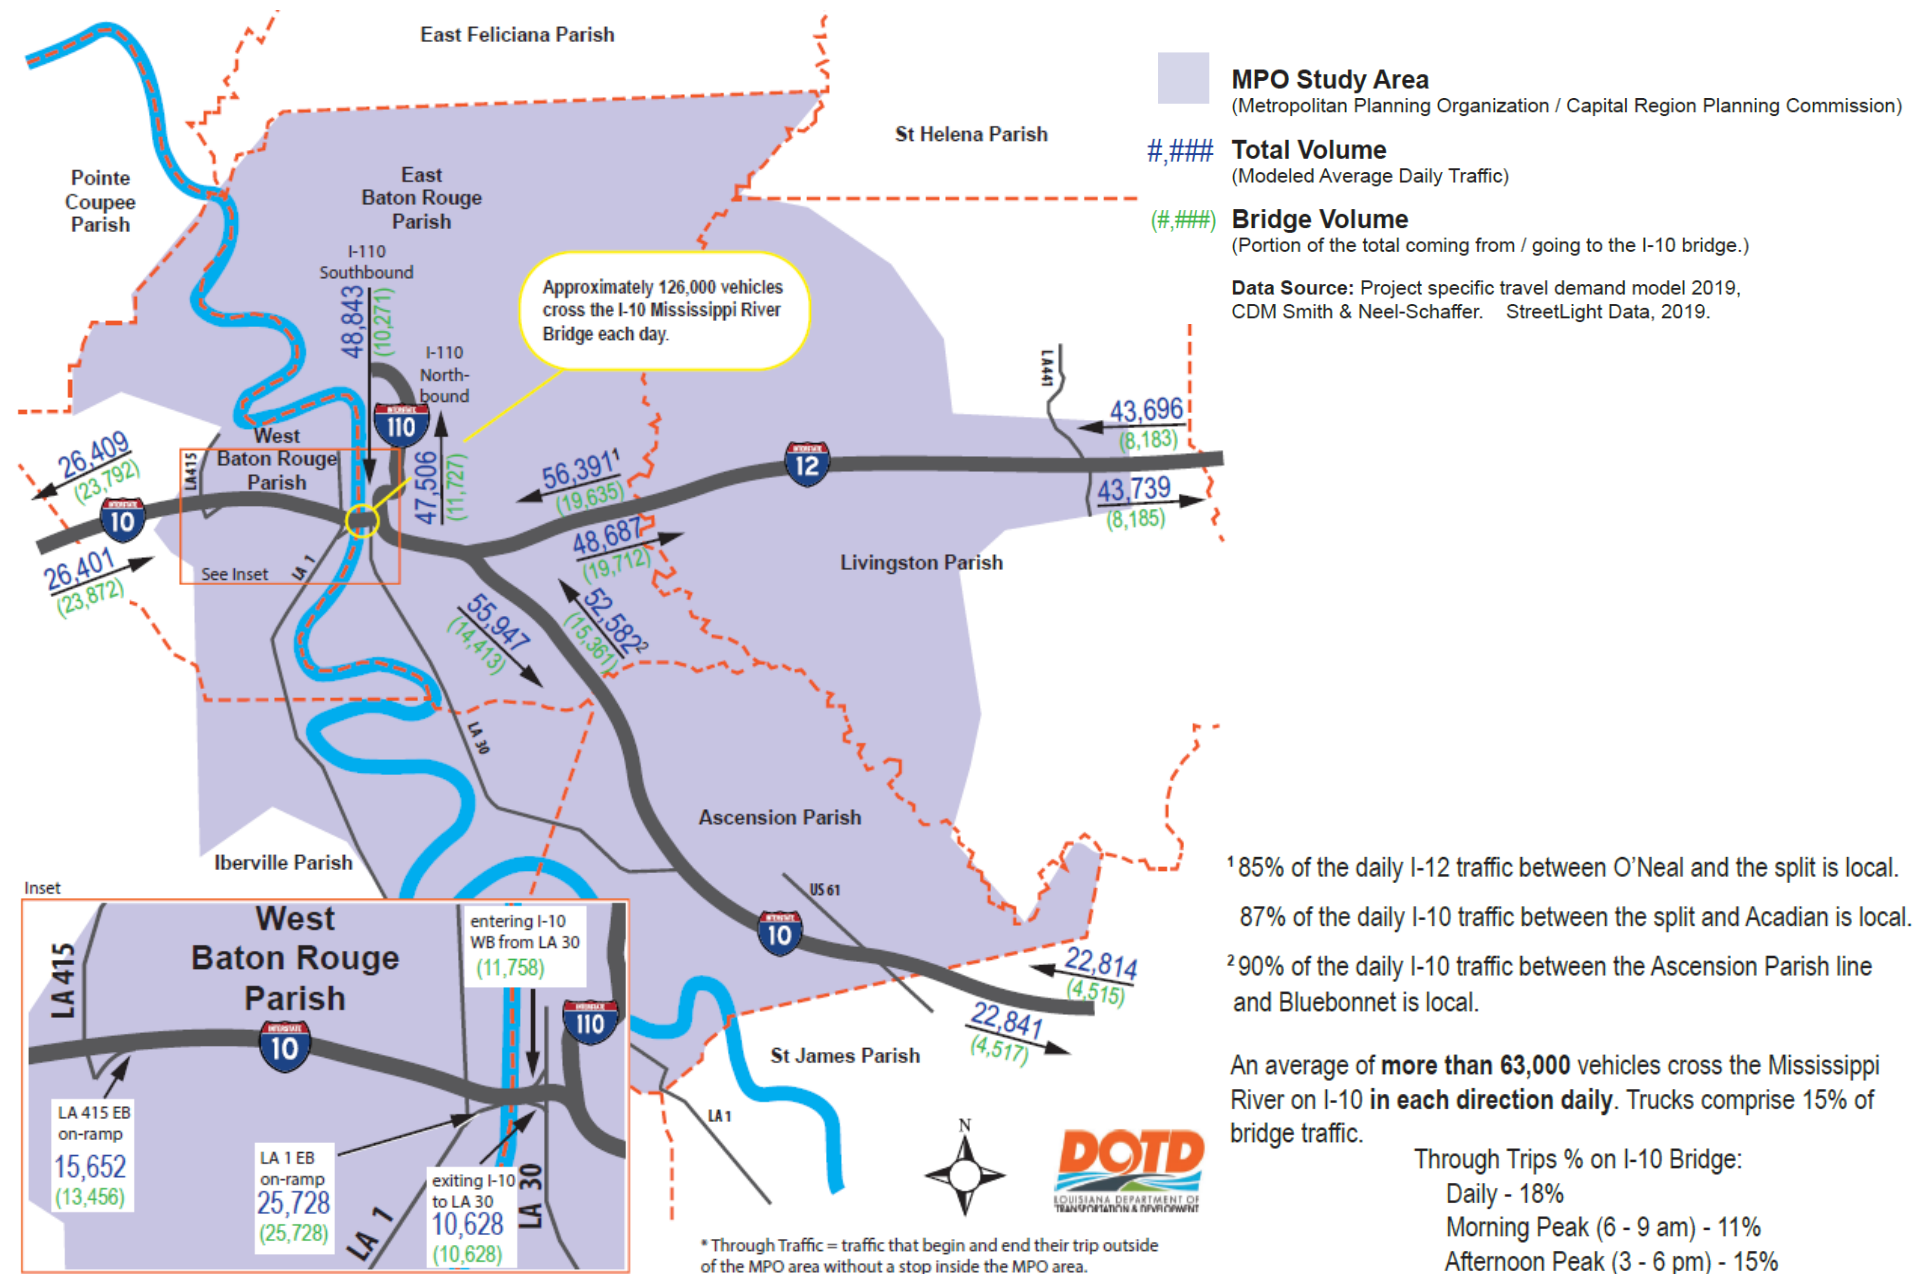 East Feliciana Parish
St Helena Parish
Pointe
Coupee
Parish
East
Baton Rouge
Parish
I-110
Southbound
48,843
(10,271)
I-110
North-
bound
47,506
(11,727)
INTERSTATE
110
Approximately 126,000 vehicles
cross the I-10 Mississippi River
Bridge each day.
MPO Study Area
(Metropolitan Planning Organization / Capital Region Planning Commission)
#,### Total Volume
(Modeled Average Daily Traffic)
(#,###) Bridge Volume
(Portion of the total coming from / going to the I-10 bridge.)
Data Source: Project specific travel demand model 2019,
CDM Smith & Neel-Schaffer. StreetLight Data, 2019.
LA441
43,696
(8,183)
43,739
(8,185)
INTERSTATE
12
56,391¹
(19,635)
48,687
(19,712)
West
Baton Rouge
Parish
LA415
26,409
(23,792)
INTERSTATE
10
26,401
(23,872)
See Inset
LA 1
Livingston Parish
55,947
(14,413)
52,582²
(15,361)
LA 30
Ascension Parish
Iberville Parish
US 61
INTERSTATE
10
22,814
(4,515)
22,841
(4,517)
St James Parish
LA 1
Inset
West
Baton Rouge
Parish
LA 415
entering I-10
WB from LA 30
(11,758)
INTERSTATE
10
INTERSTATE
110
LA 415 EB
on-ramp
15,652
(13,456)
LA 1 EB
on-ramp
25,728
(25,728)
exiting I-10
to LA 30
10,628
(10,628)
LA 1
LA 30
N
DOTD
LOUISIANA DEPARTMENT OF
TRANSPORTATION & DEVELOPMENT
* Through Traffic = traffic that begin and end their trip outside
of the MPO area without a stop inside the MPO area.
¹ 85% of the daily I-12 traffic between O'Neal and the split is local.
87% of the daily I-10 traffic between the split and Acadian is local.
² 90% of the daily I-10 traffic between the Ascension Parish line
and Bluebonnet is local.
An average of more than 63,000 vehicles cross the Mississippi
River on I-10 in each direction daily. Trucks comprise 15% of
bridge traffic.
Through Trips % on I-10 Bridge:
Daily - 18%
Morning Peak (6 - 9 am) - 11%
Afternoon Peak (3 - 6 pm) - 15%